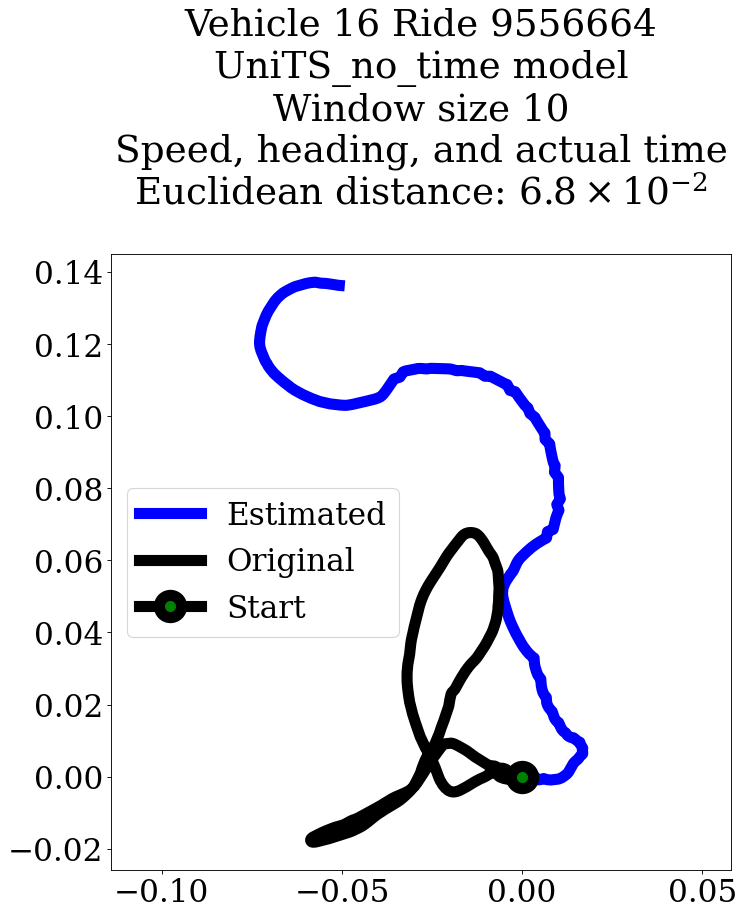 Vehicle 16 Ride 9556664
UniTS_no_time model
Window size 10
Speed, heading, and actual time
Euclidean distance: 6.8 × 10⁻²
0.14
0.12
0.10
0.08
0.06
0.04
0.02
0.00
−0.02
Estimated
Original
Start
−0.10
−0.05
0.00
0.05